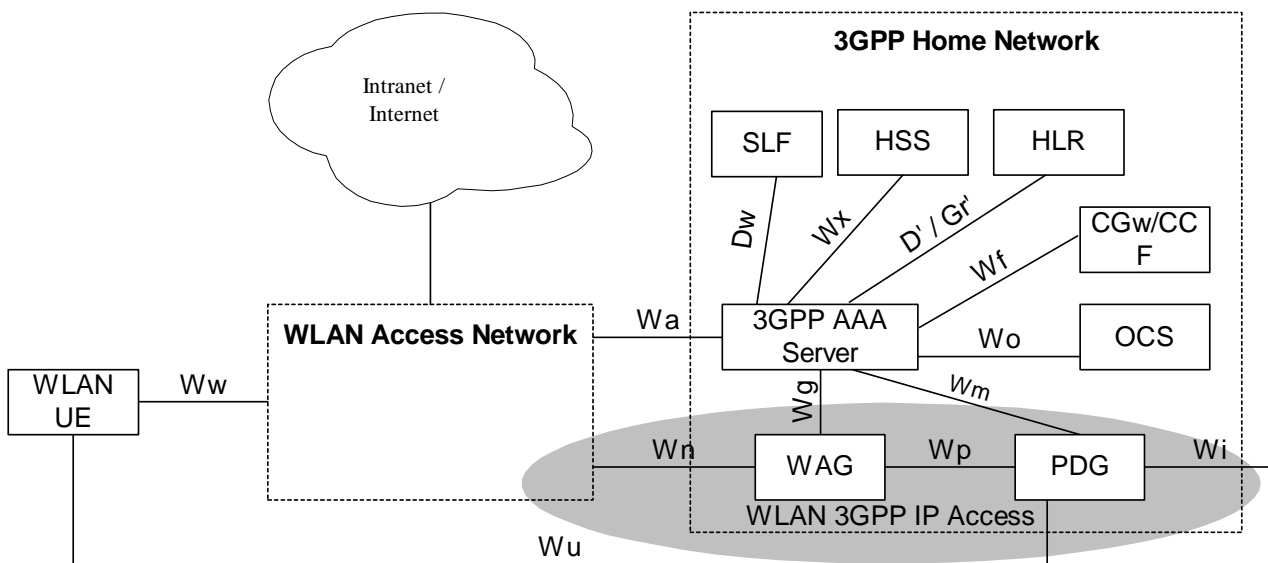 3GPP Home Network
Intranet /
Internet
SLF
HSS
HLR
Dw
Wx
D' / Gr'
CGw/CC
F
Wf
WLAN Access Network
Wa
3GPP AAA
Server
Wo
OCS
WLAN
UE
Ww
Wg
Wm
Wn
WAG
Wp
PDG
Wi
WLAN 3GPP IP Access
Wu